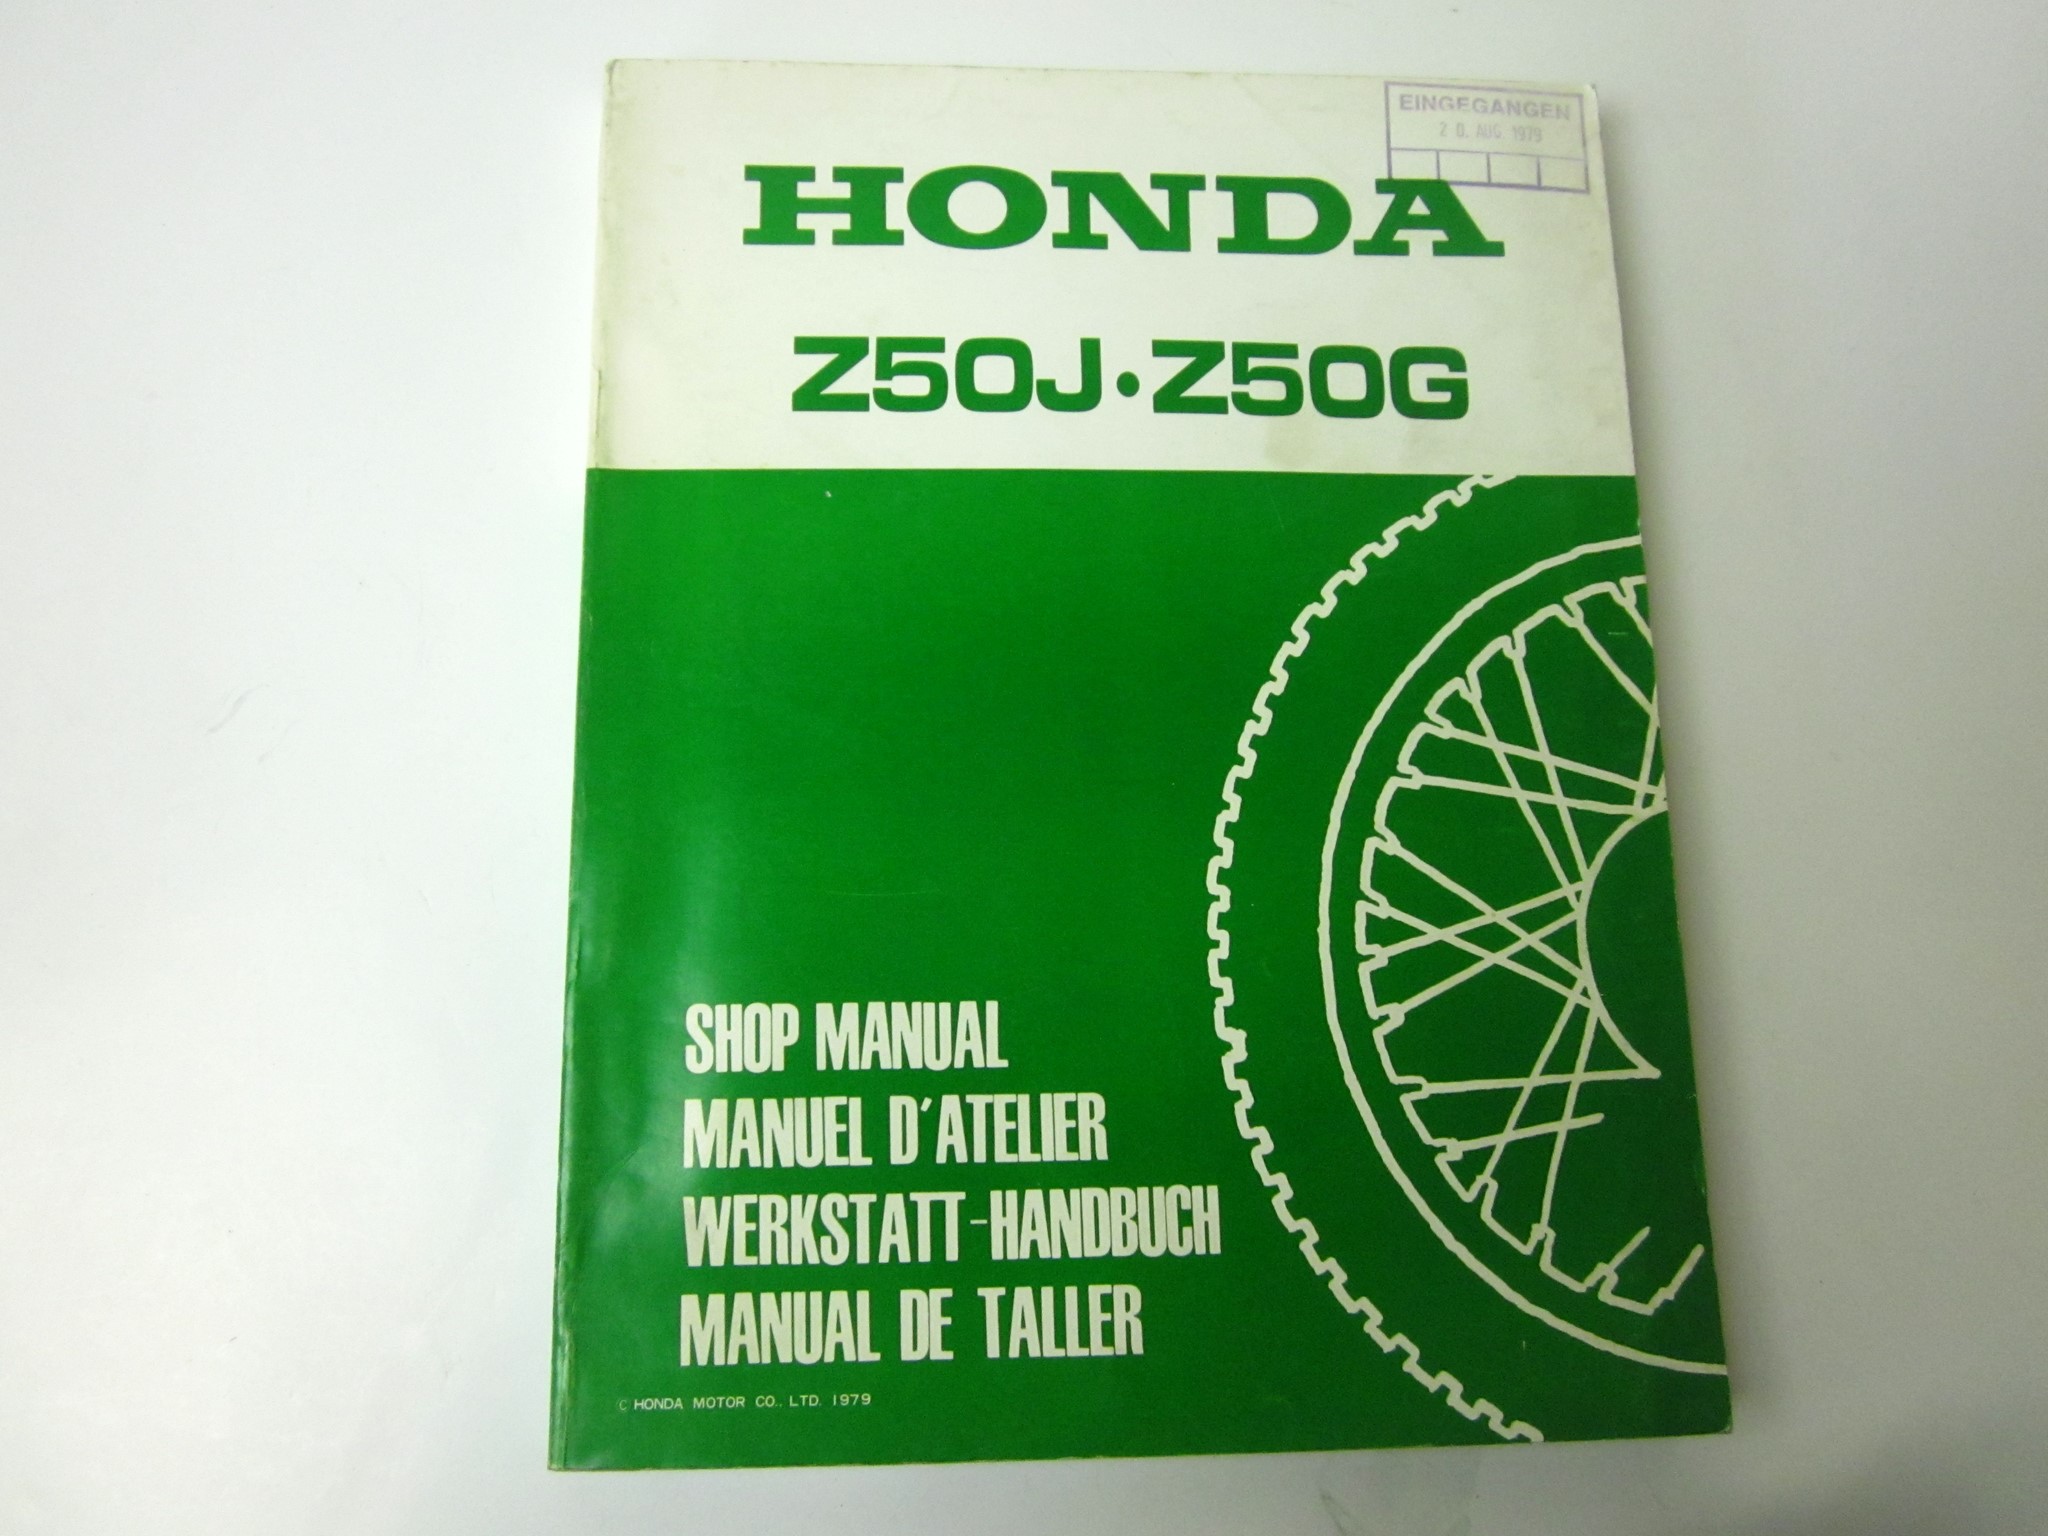 EINGEGANGEN
20. AUG 1979
HONDA
Z50J•Z50G
SHOP MANUAL
MANUEL D'ATELIER
WERKSTATT-HANDBUCH
MANUAL DE TALLER
© HONDA MOTOR CO., LTD. 1979